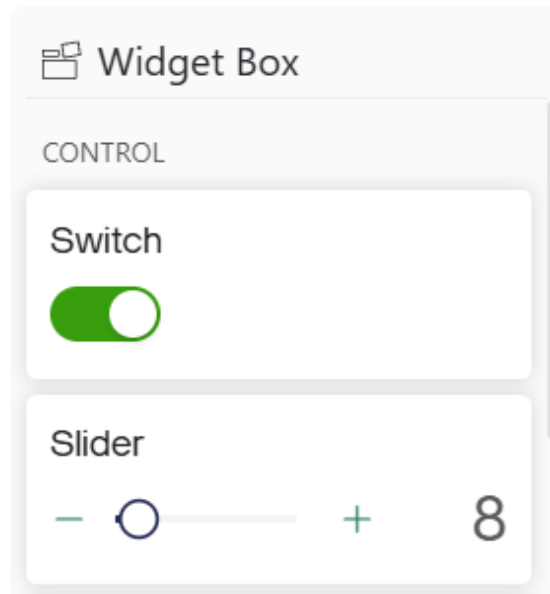 Widget Box
CONTROL
Switch
Slider
− + 8